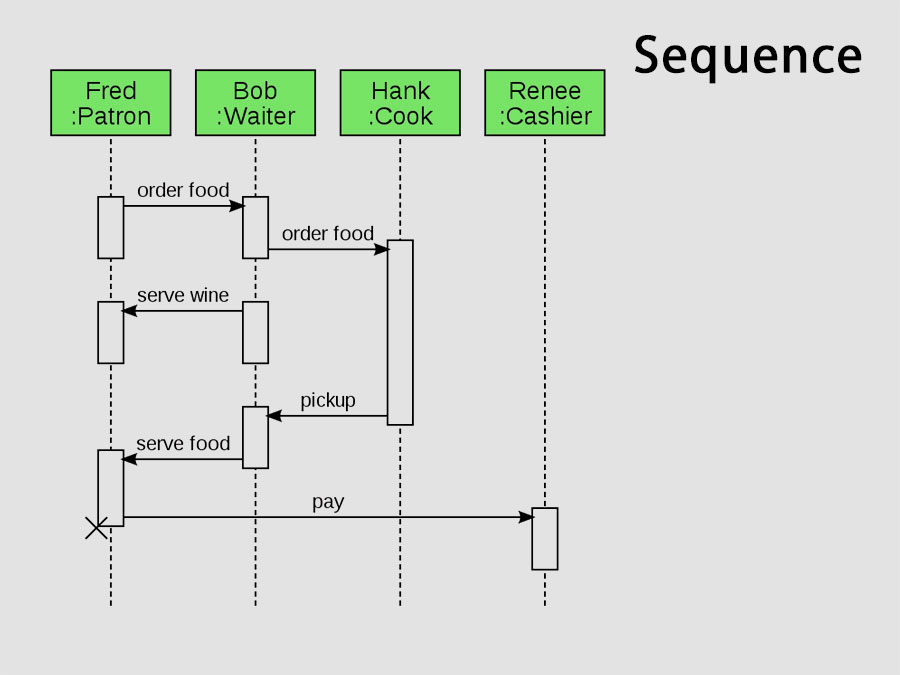 Sequence
Fred
:Patron
Bob
:Waiter
Hank
:Cook
Renee
:Cashier
order food
order food
serve wine
pickup
serve food
pay